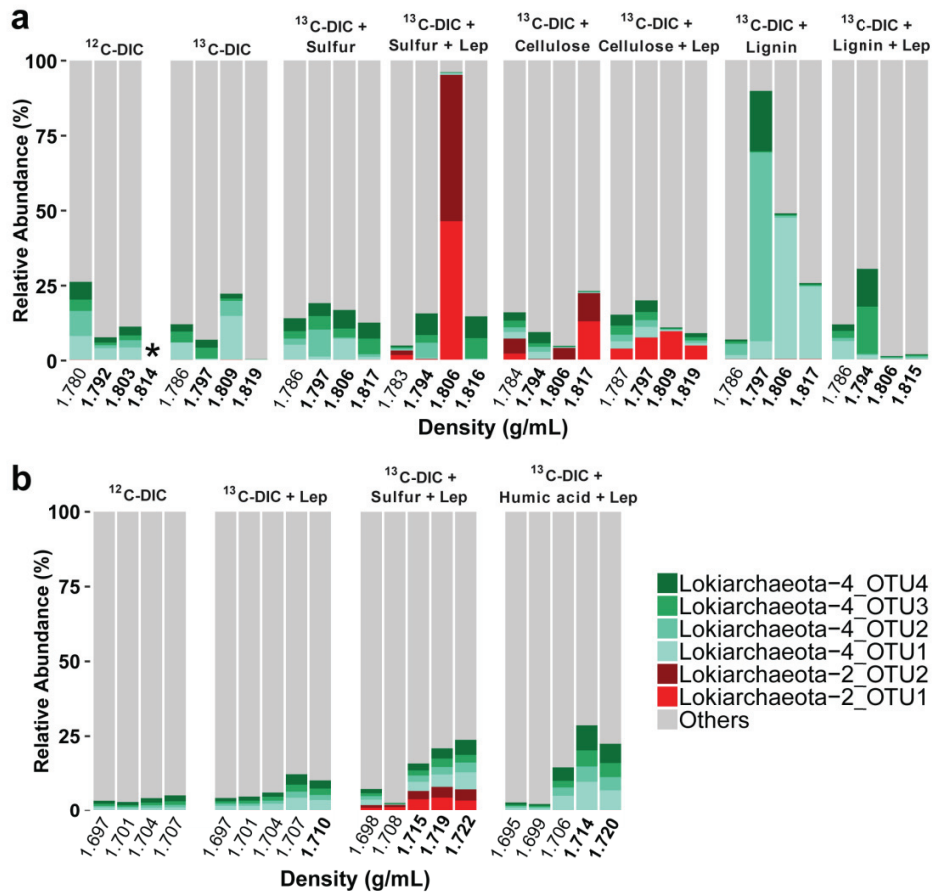 a
12C-DIC
13C-DIC
13C-DIC +
Sulfur
13C-DIC +
Sulfur + Lep
13C-DIC +
Cellulose
13C-DIC +
Cellulose + Lep
13C-DIC +
Lignin
13C-DIC +
Lignin + Lep
Relative Abundance (%)
100
75
50
25
0
*
1.780 1.792 1.803 1.814
1.786 1.797 1.809 1.819
1.786 1.797 1.806 1.817
1.783 1.794 1.806 1.816
1.784 1.794 1.806 1.817
1.787 1.797 1.809 1.819
1.786 1.797 1.806 1.817
1.786 1.794 1.806 1.815
Density (g/mL)
b
12C-DIC
13C-DIC + Lep
13C-DIC +
Sulfur + Lep
13C-DIC +
Humic acid + Lep
Relative Abundance (%)
100
75
50
25
0
1.697 1.701 1.704 1.707
1.697 1.701 1.704 1.707 1.710
1.698 1.708 1.715 1.719 1.722
1.695 1.699 1.706 1.714 1.720
Density (g/mL)
Lokiarchaeota−4_OTU4
Lokiarchaeota−4_OTU3
Lokiarchaeota−4_OTU2
Lokiarchaeota−4_OTU1
Lokiarchaeota−2_OTU2
Lokiarchaeota−2_OTU1
Others